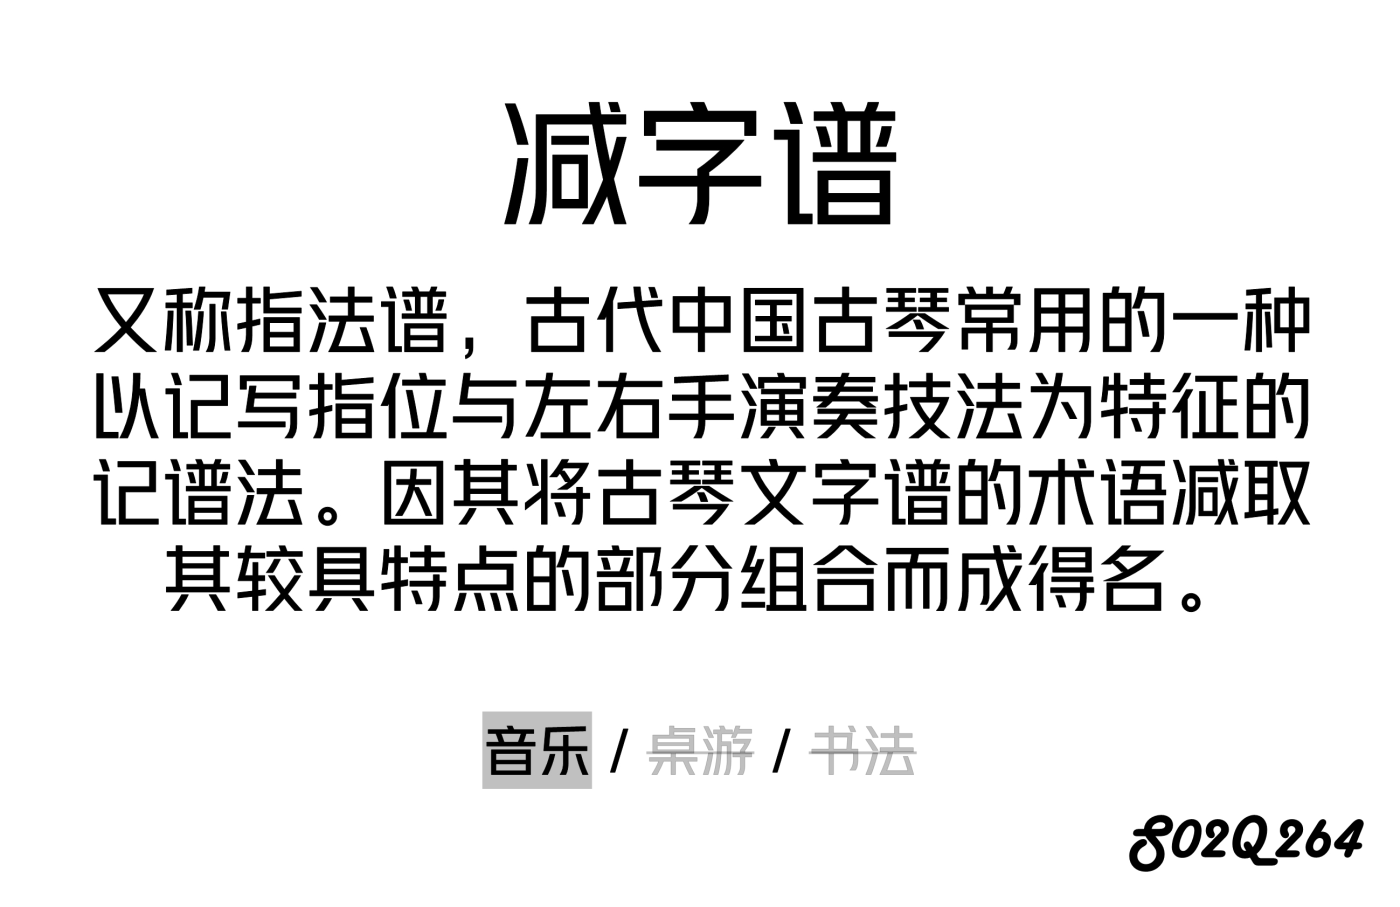 减字谱
又称指法谱，古代中国古琴常用的一种
以记写指位与左右手演奏技法为特征的
记谱法。因其将古琴文字谱的术语减取
其较具特点的部分组合而成得名。
音乐 / 桌游 / 书法
S02Q264